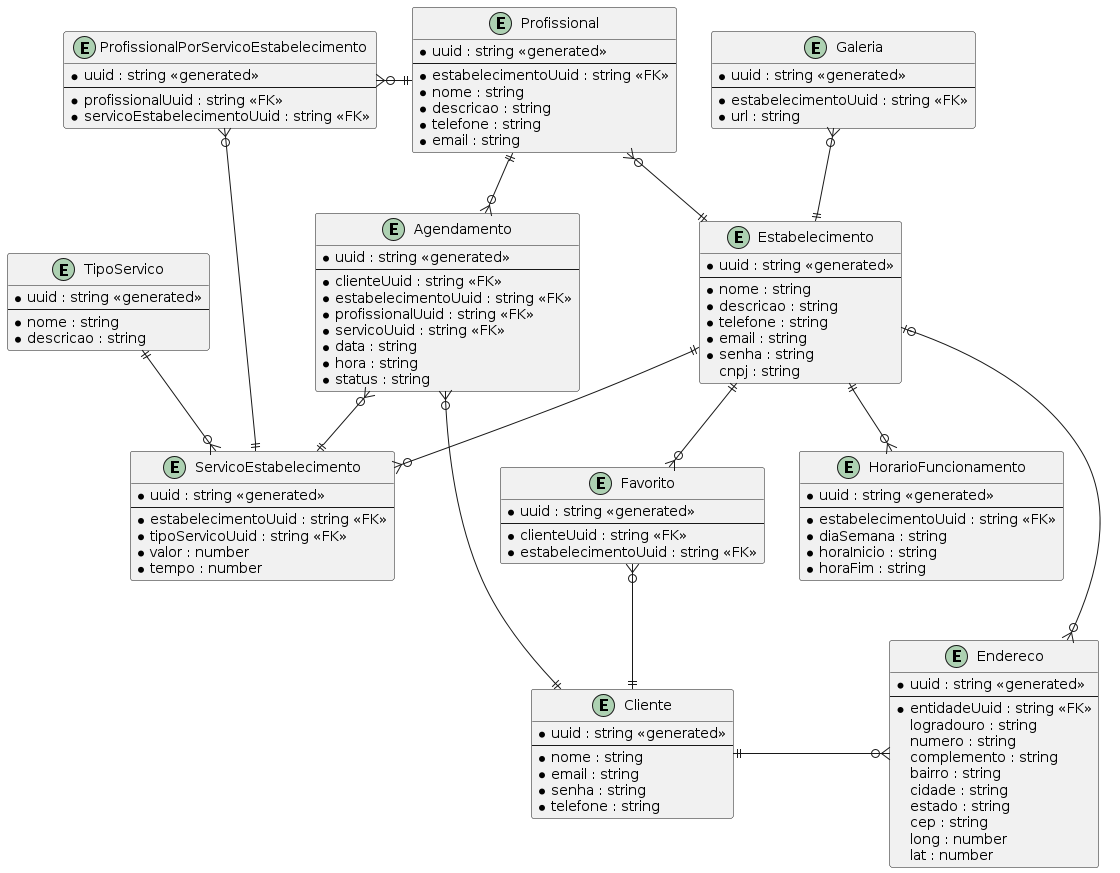 E ProfissionalPorServicoEstabelecimento
uuid : string «generated»
profissionalUuid : string «FK»
servicoEstabelecimentoUuid : string «FK»
E Profissional
uuid : string «generated»
estabelecimentoUuid : string «FK»
nome : string
descricao : string
telefone : string
email : string
E Galeria
uuid : string «generated»
estabelecimentoUuid : string «FK»
url : string
E TipoServico
uuid : string «generated»
nome : string
descricao : string
E Agendamento
uuid : string «generated»
clienteUuid : string «FK»
estabelecimentoUuid : string «FK»
profissionalUuid : string «FK»
servicoUuid : string «FK»
data : string
hora : string
status : string
E Estabelecimento
uuid : string «generated»
nome : string
descricao : string
telefone : string
email : string
senha : string
cnpj : string
E ServicoEstabelecimento
uuid : string «generated»
estabelecimentoUuid : string «FK»
tipoServicoUuid : string «FK»
valor : number
tempo : number
E Favorito
uuid : string «generated»
clienteUuid : string «FK»
estabelecimentoUuid : string «FK»
E HorarioFuncionamento
uuid : string «generated»
estabelecimentoUuid : string «FK»
diaSemana : string
horaInicio : string
horaFim : string
E Cliente
uuid : string «generated»
nome : string
email : string
senha : string
telefone : string
E Endereco
uuid : string «generated»
entidadeUuid : string «FK»
logradouro : string
numero : string
complemento : string
bairro : string
cidade : string
estado : string
cep : string
long : number
lat : number